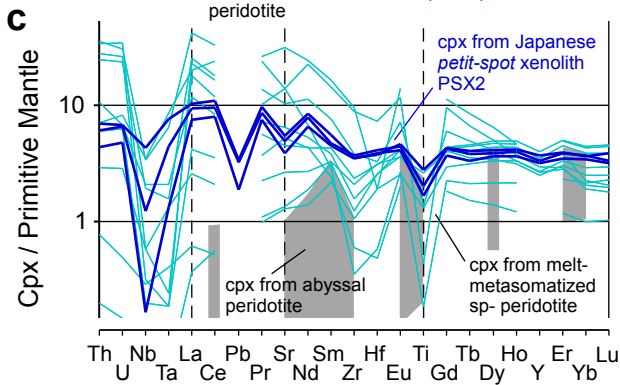 peridotite
c
cpx from Japanese
petit-spot xenolith
PSX2
10
1
Cpx / Primitive Mantle
cpx from abyssal
peridotite
cpx from melt-
metasomatized
sp- peridotite
Th Nb La Pb Sr Sm Hf Ti Tb Ho Er Lu
U Ta Ce Pr Nd Zr Eu Gd Dy Y Yb